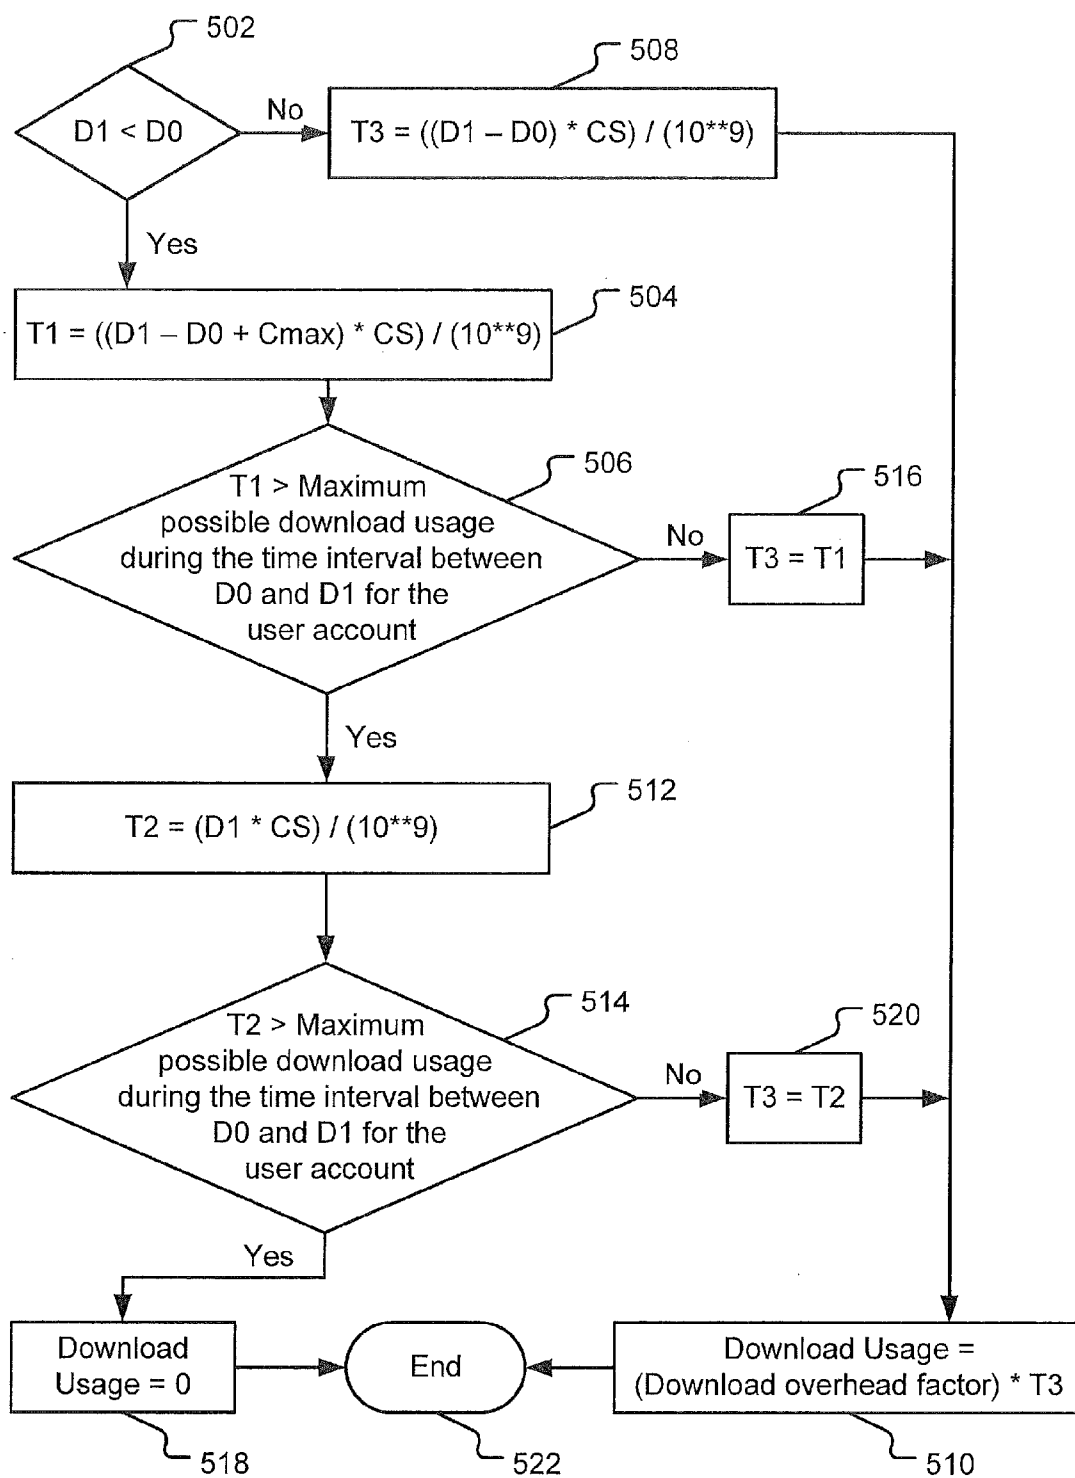 502
D1 < D0
No
508
T3 = ((D1 – D0) * CS) / (10**9)
Yes
504
T1 = ((D1 – D0 + Cmax) * CS) / (10**9)
506
T1 > Maximum
possible download usage
during the time interval between
D0 and D1 for the
user account
No
516
T3 = T1
Yes
512
T2 = (D1 * CS) / (10**9)
514
T2 > Maximum
possible download usage
during the time interval between
D0 and D1 for the
user account
No
520
T3 = T2
Yes
Download
Usage = 0
518
End
522
Download Usage =
(Download overhead factor) * T3
510